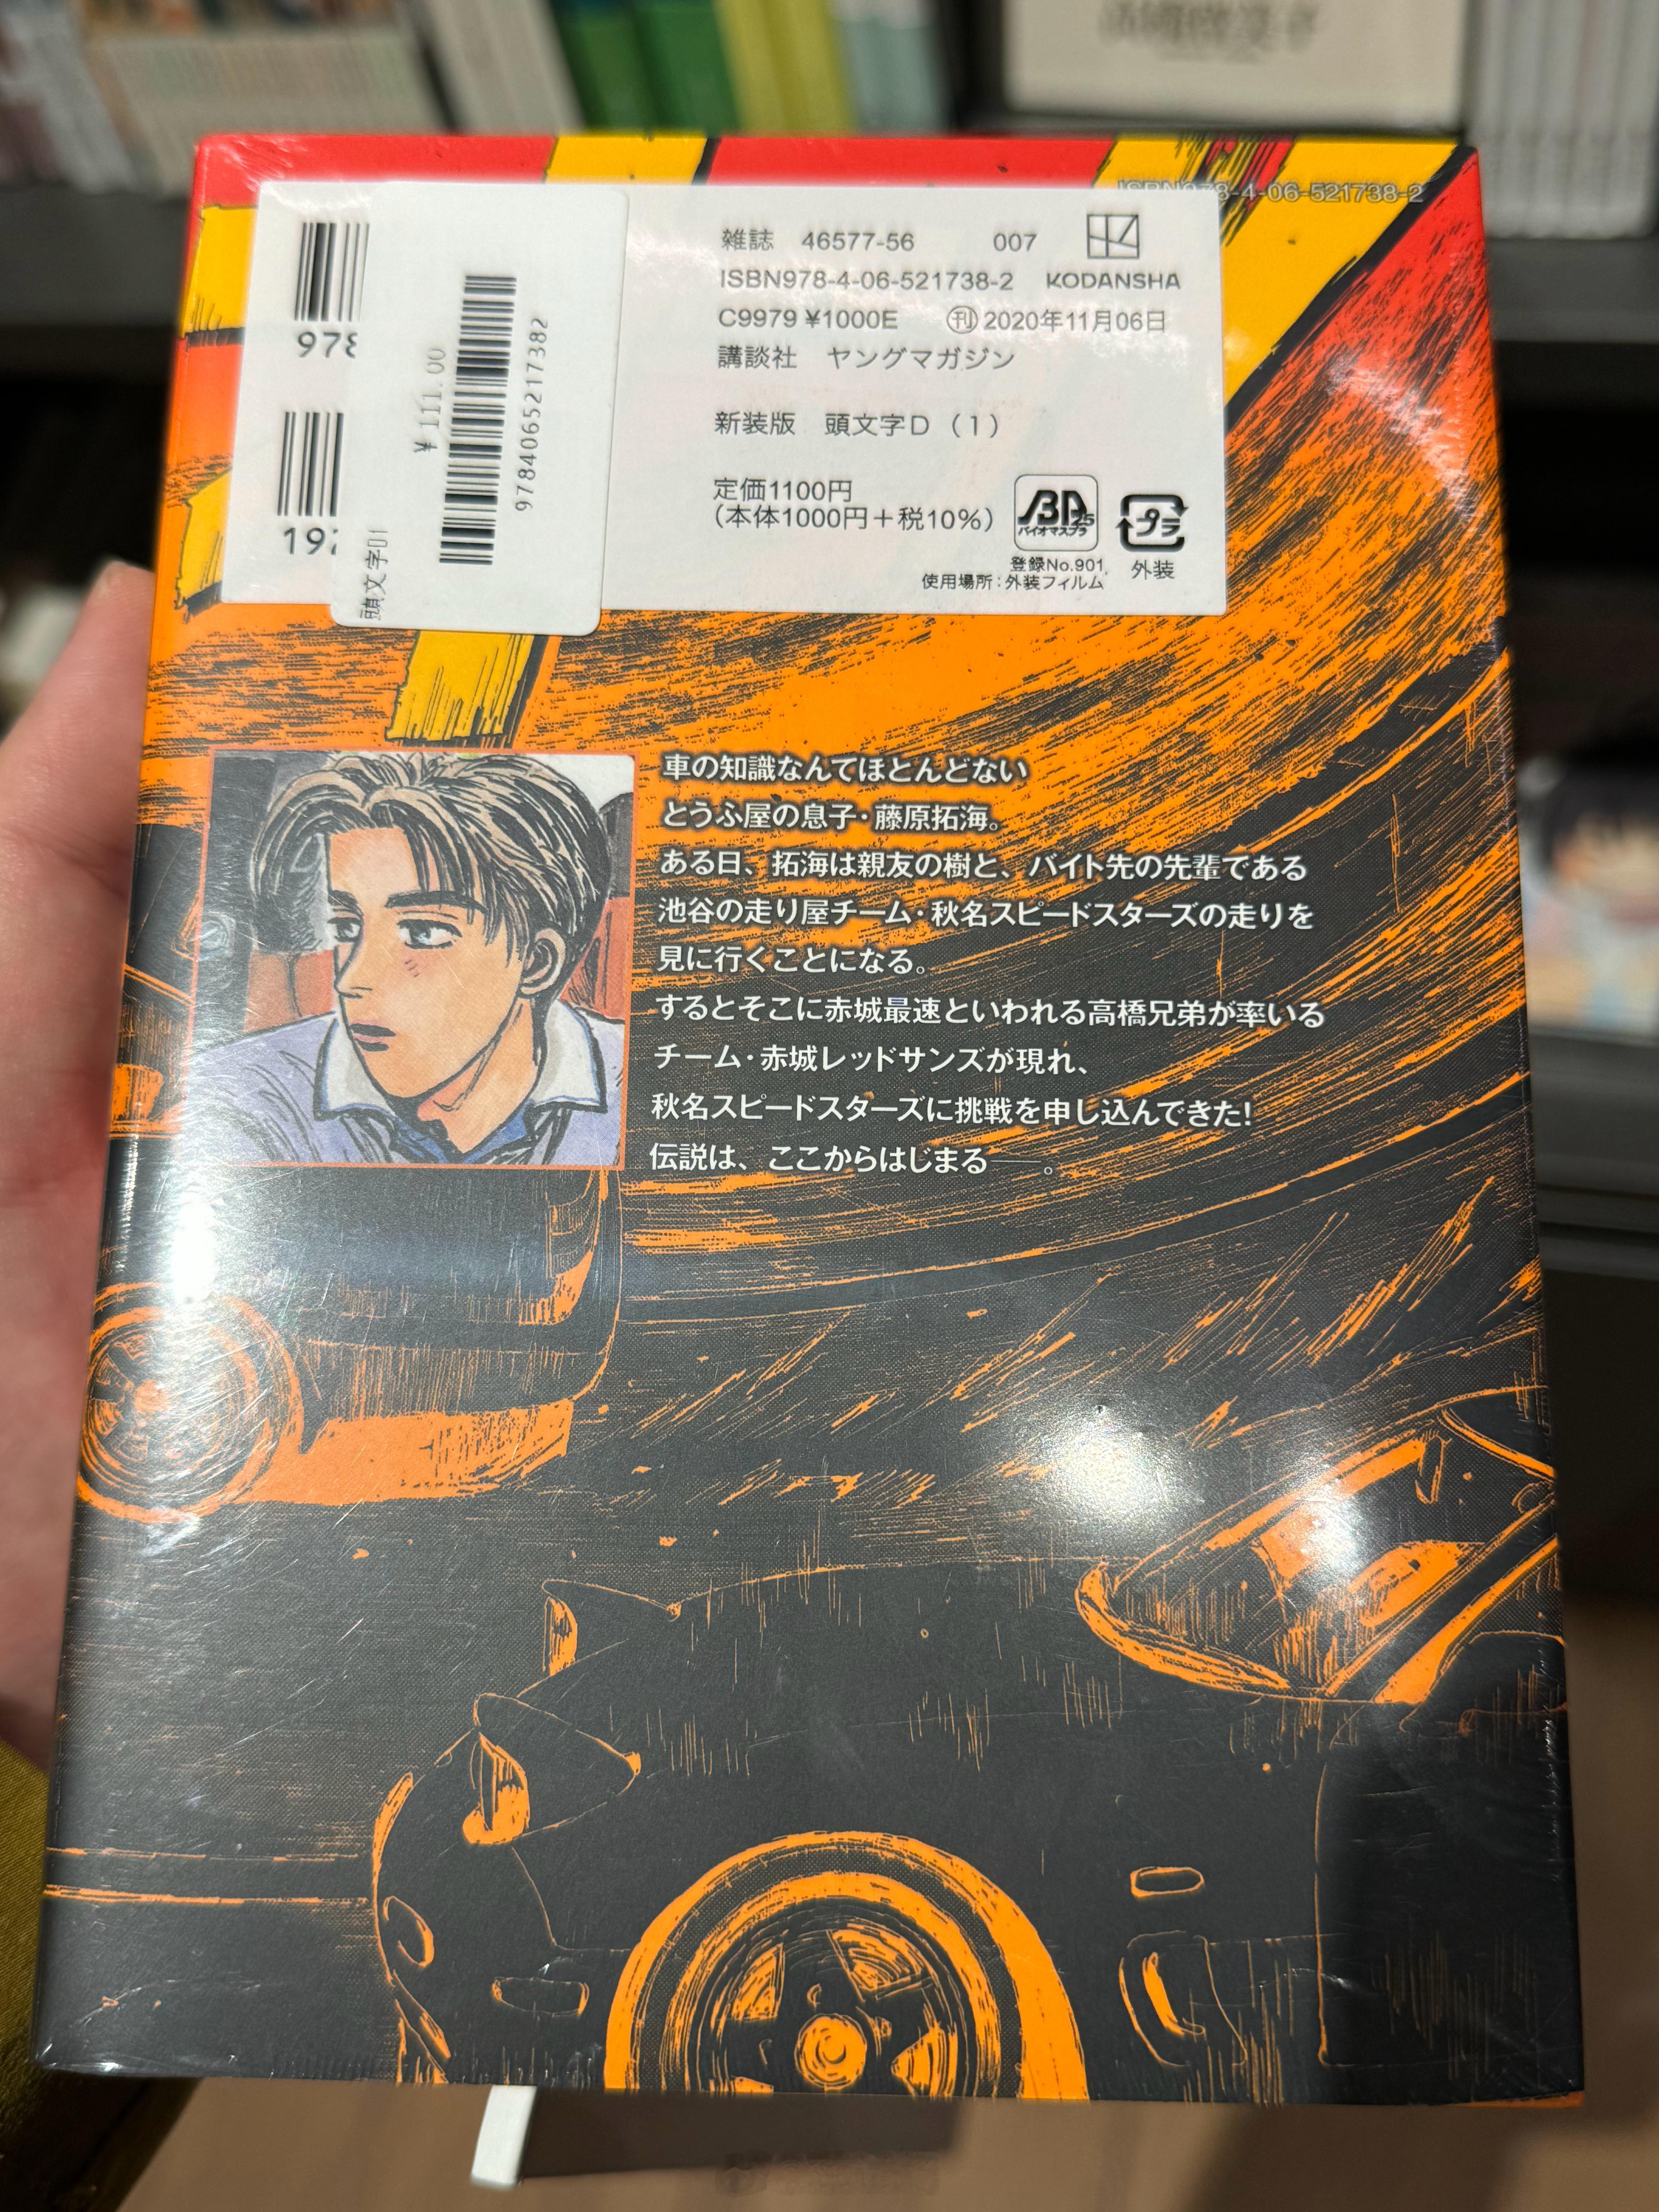 ISBN978-4-06-521738-2
雑誌 46577-56 007
ISBN978-4-06-521738-2 KODANSHA
C9979 ¥1000E ㊞2020年11月06日
講談社 ヤングマガジン
新装版 頭文字D(1)
定価1100円
(本体1000円+税10%)
バイオマスプラ
25
登録No.901
使用場所:外装フィルム
プラ
外装
978
192
¥111.00
9784065217382
頭文字D1
車の知識なんてほとんどない
とうふ屋の息子・藤原拓海。
ある日、拓海は親友の樹と、バイト先の先輩である
池谷の走り屋チーム・秋名スピードスターズの走りを
見に行くことになる。
するとそこに赤城最速といわれる高橋兄弟が率いる
チーム・赤城レッドサンズが現れ、
秋名スピードスターズに挑戦を申し込んできた!
伝説は、ここからはじまる――。